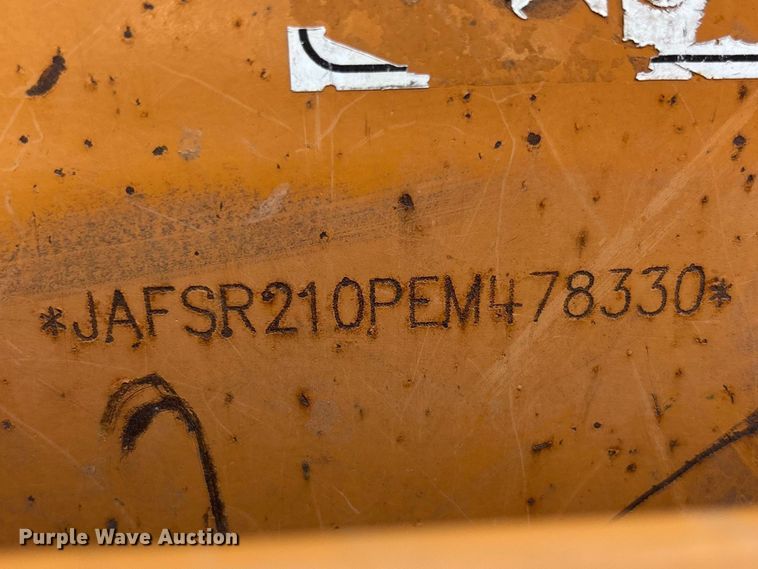 *JAFSR210PEM478330*
Purple Wave Auction